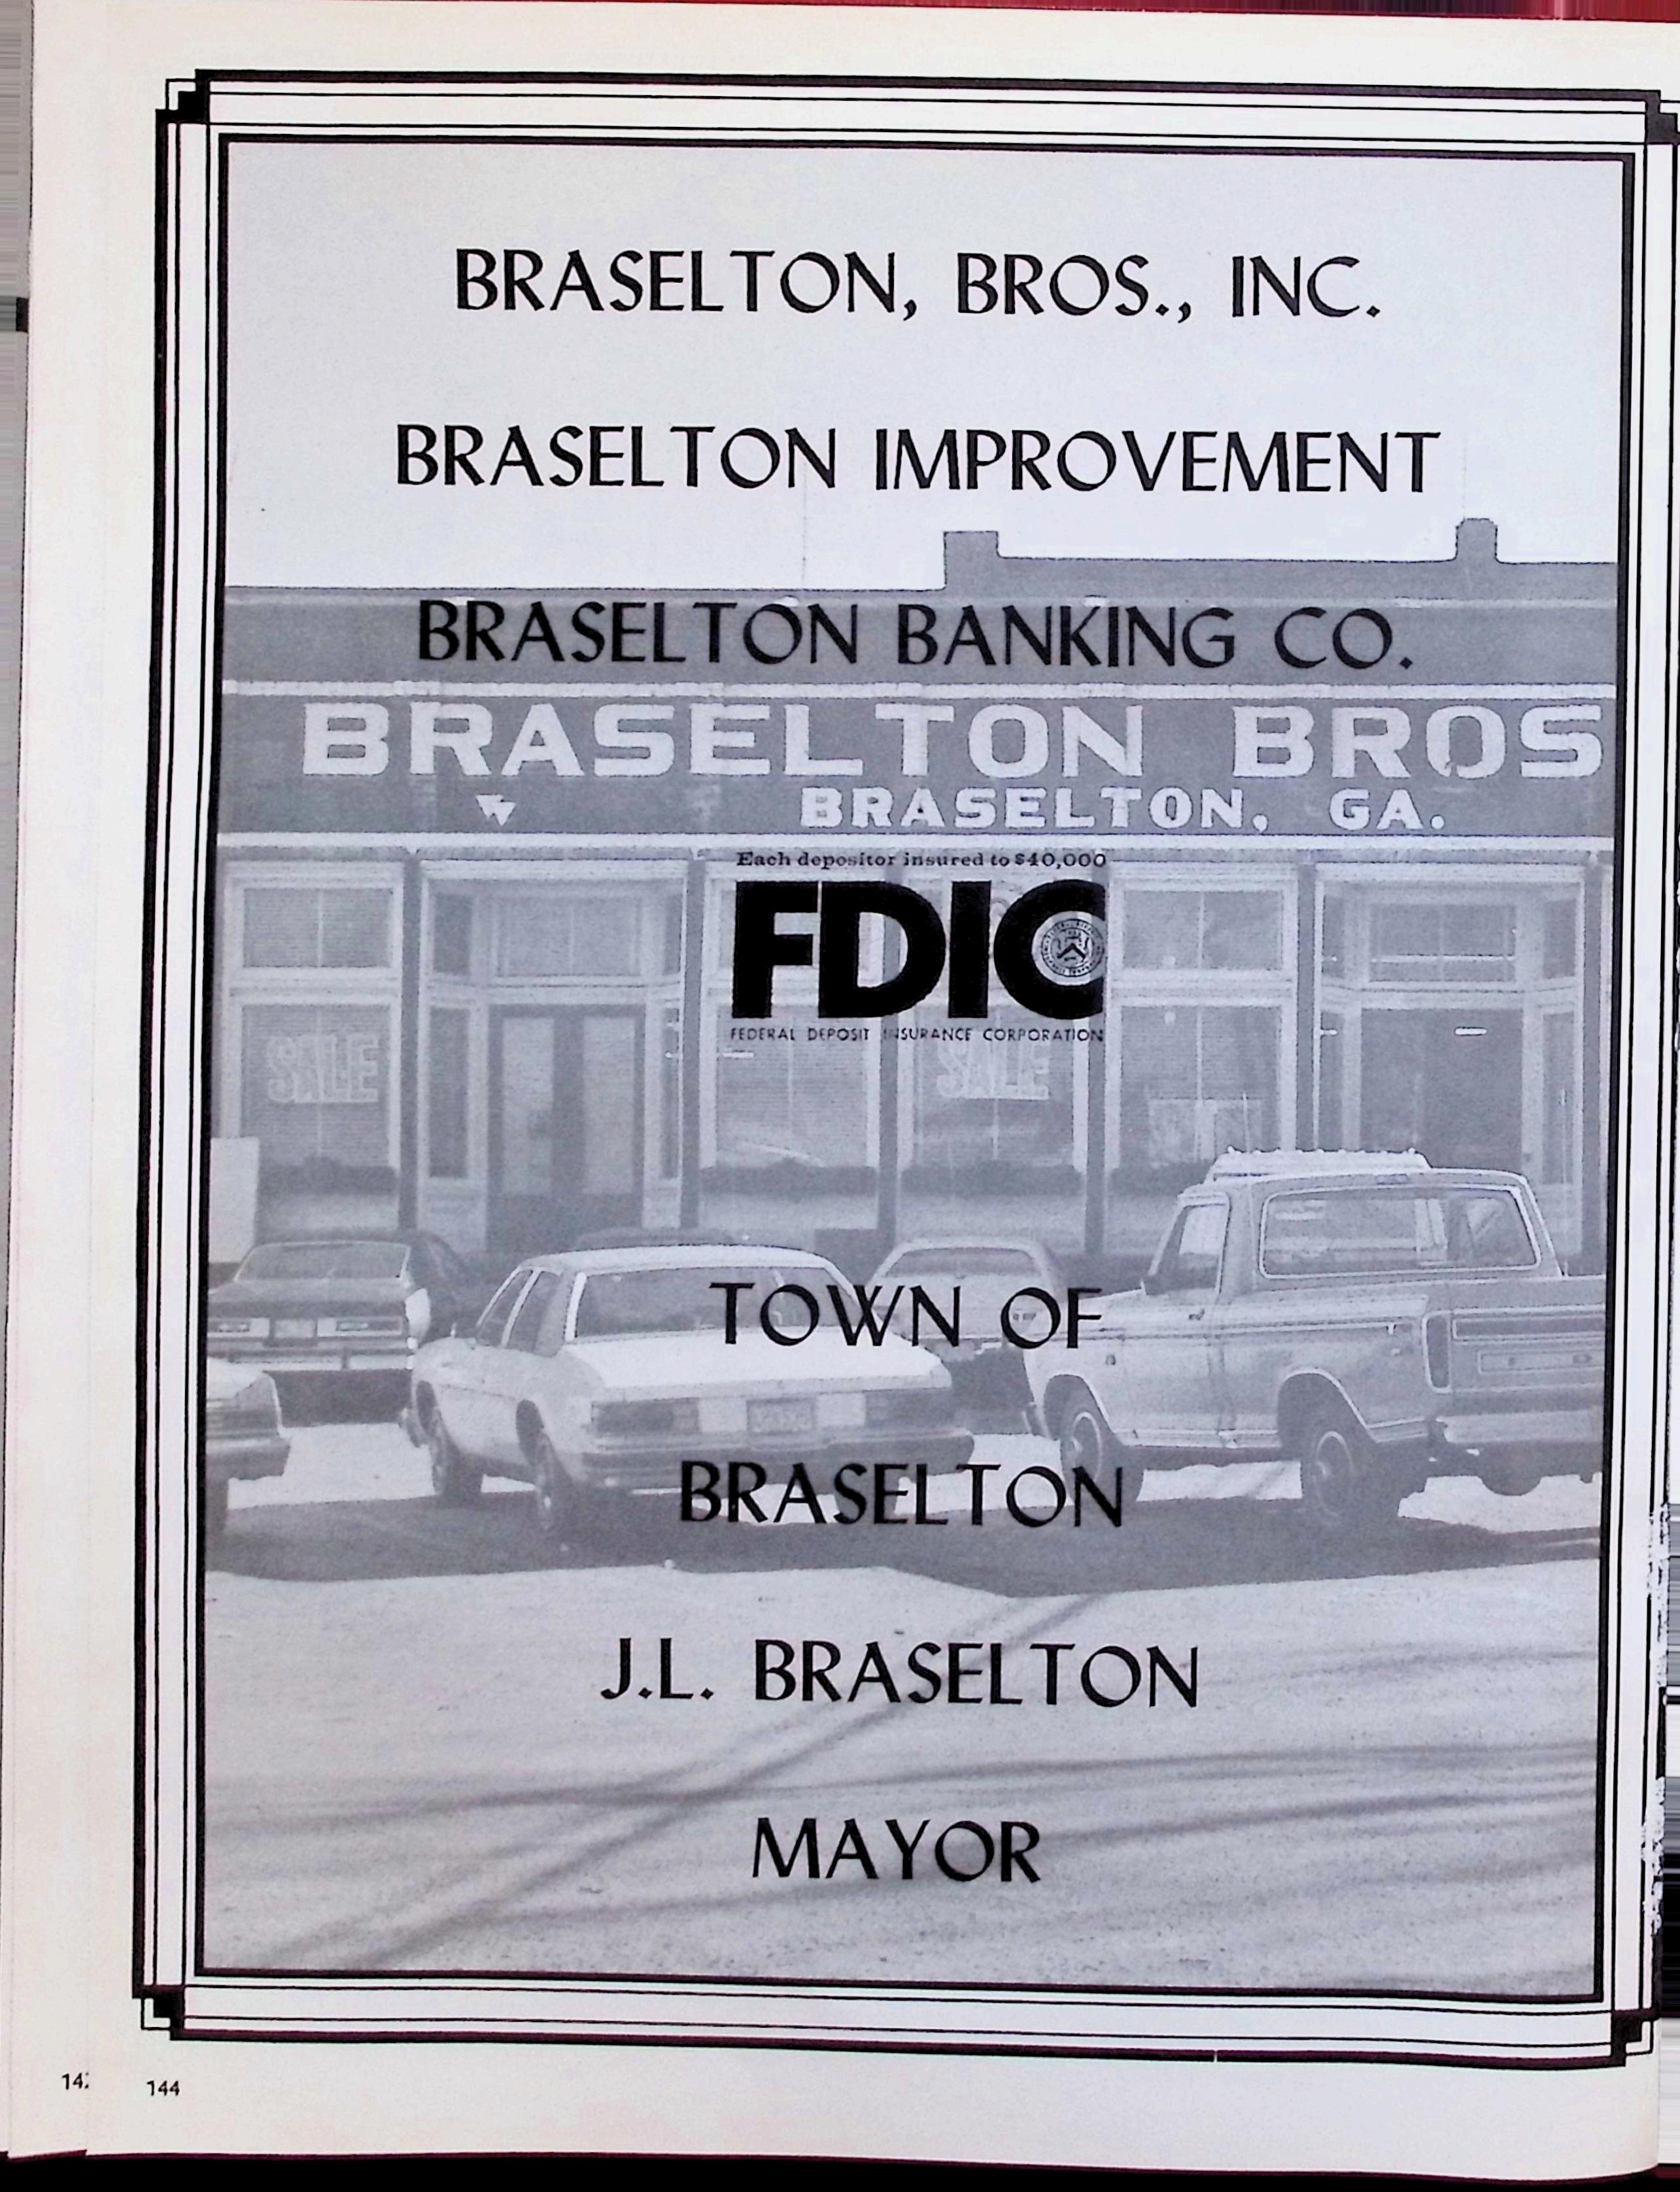 BRASELTON, BROS., INC.
BRASELTON IMPROVEMENT
BRASELTON BANKING CO.
BRASELTON BROS
BRASELTON, GA.
Each depositor insured to $40,000
FDIC
FEDERAL DEPOSIT INSURANCE CORPORATION
SALE
SALE
TOWN OF
BRASELTON
J.L. BRASELTON
MAYOR
144